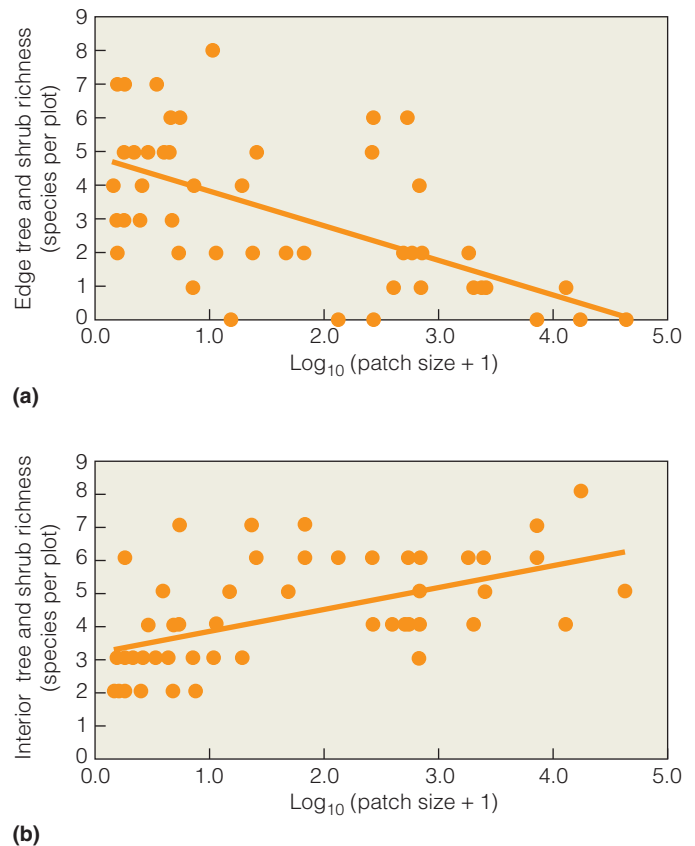 9
8
7
6
5
4
3
2
1
0
Edge tree and shrub richness
(species per plot)
0.0 1.0 2.0 3.0 4.0 5.0
Log10 (patch size + 1)
(a)
9
8
7
6
5
4
3
2
1
0
Interior tree and shrub richness
(species per plot)
0.0 1.0 2.0 3.0 4.0 5.0
Log10 (patch size + 1)
(b)